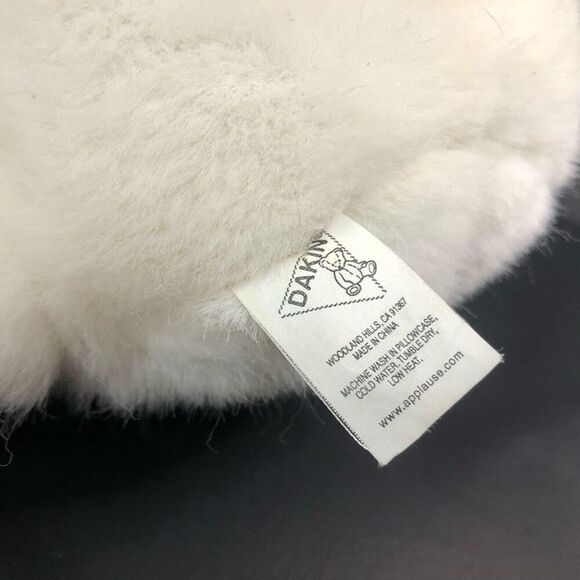 DAKIN
WOODLAND HILLS, CA 91367
MADE IN CHINA
MACHINE WASH IN PILLOWCASE,
COLD WATER, TUMBLE DRY,
LOW HEAT.
www.applause.com